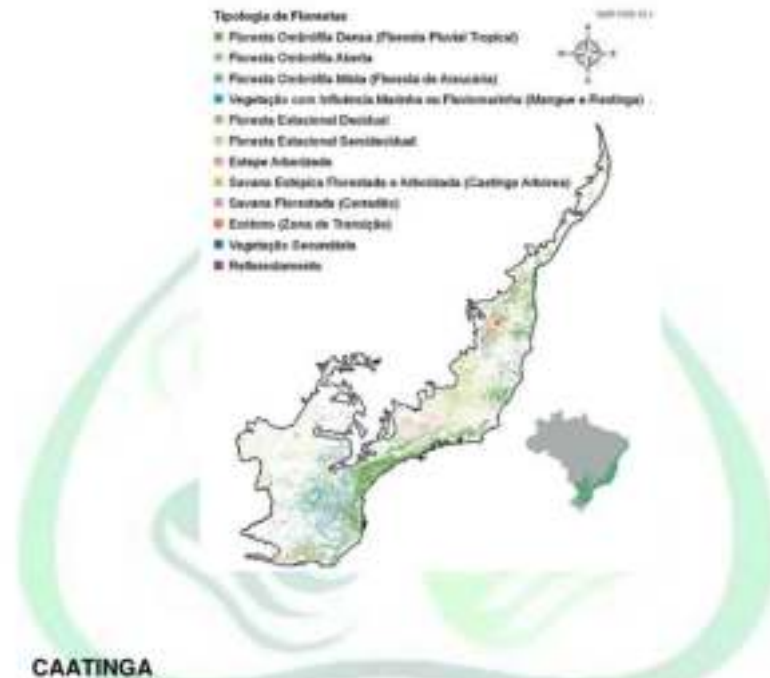 Tipologia de Florestas
Floresta Ombrófila Densa (Floresta Pluvial Tropical)
Floresta Ombrófila Aberta
Floresta Ombrófila Mista (Floresta de Araucária)
Vegetação com Influência Marinha ou Fluviomarinha (Mangue e Restinga)
Floresta Estacional Decidual
Floresta Estacional Semidecidual
Estepe Arborizada
Savana Estépica Florestada e Arborizada (Caatinga Arbórea)
Savana Florestada (Cerradão)
Ecótono (Zona de Transição)
Vegetação Secundária
Reflorestamento
CAATINGA